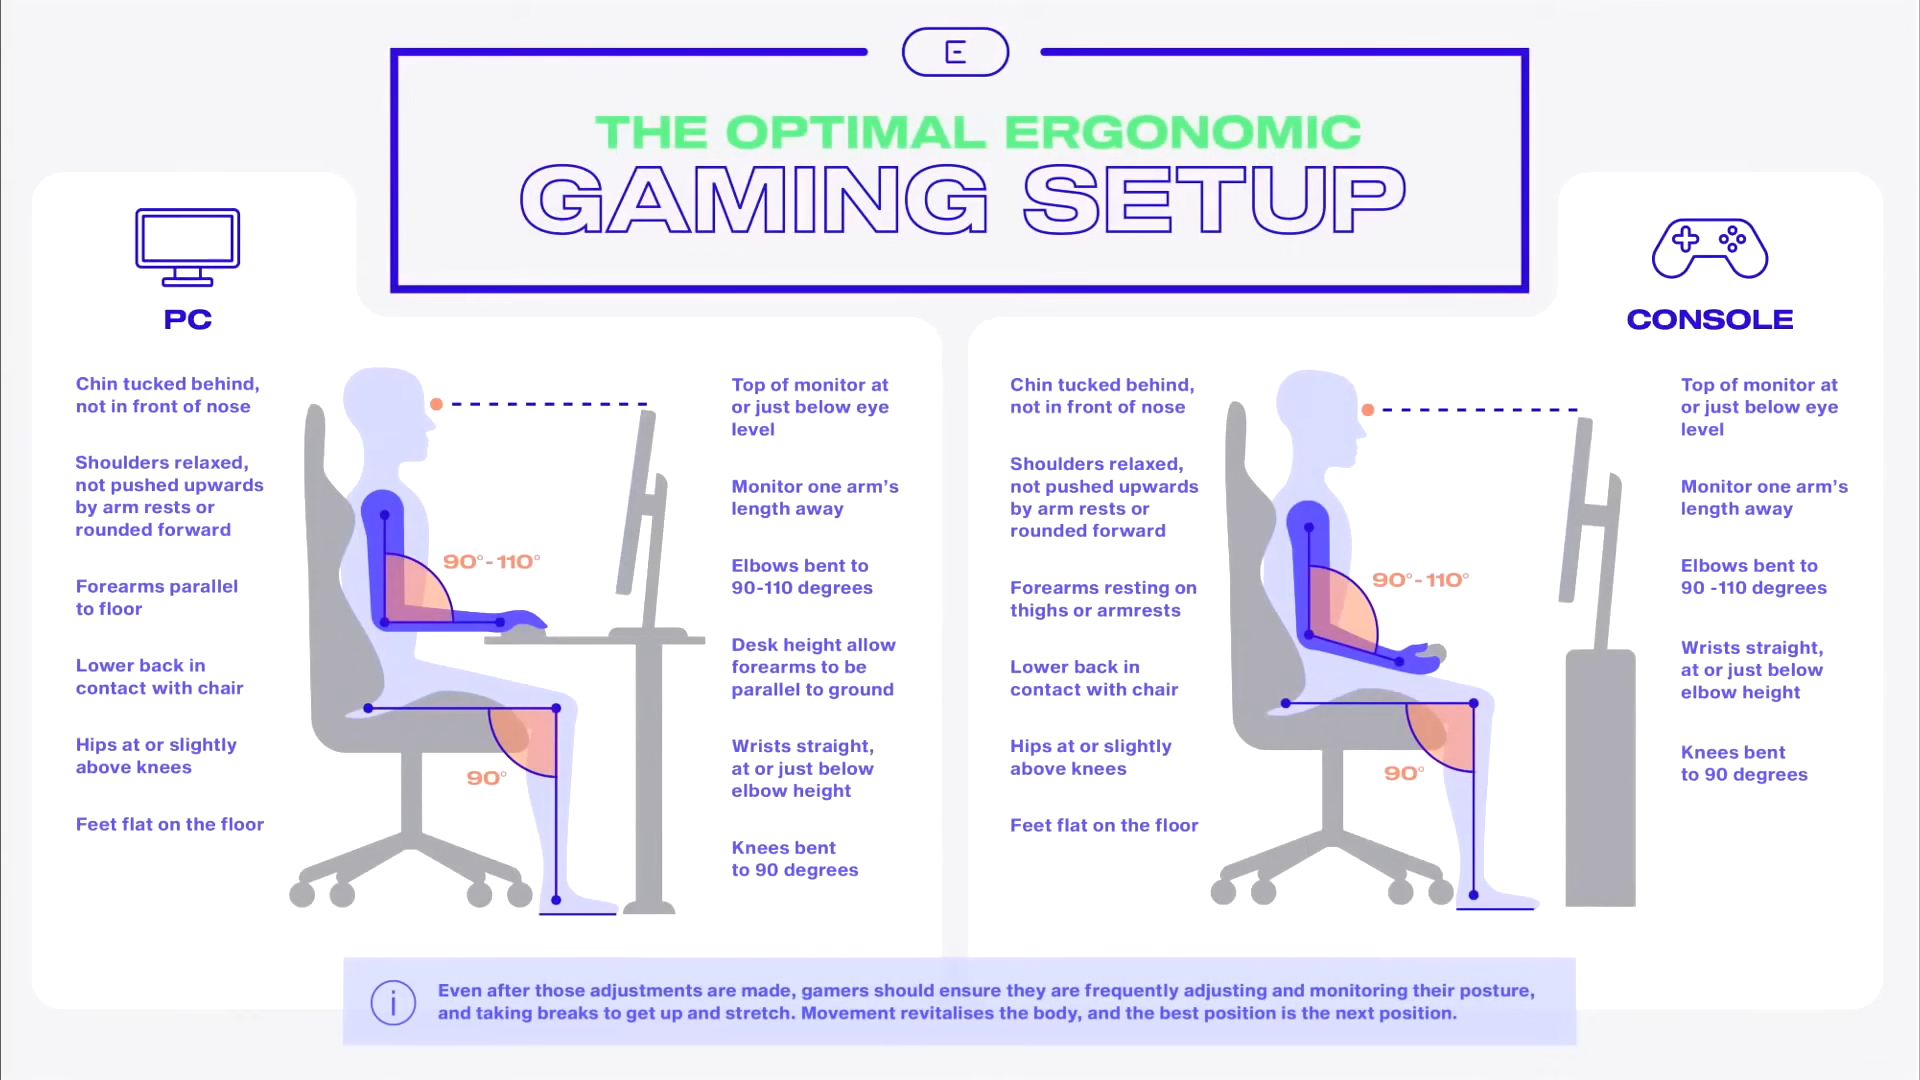 E
THE OPTIMAL ERGONOMIC
GAMING SETUP
PC
Chin tucked behind,
not in front of nose
Shoulders relaxed,
not pushed upwards
by arm rests or
rounded forward
Forearms parallel
to floor
Lower back in
contact with chair
Hips at or slightly
above knees
Feet flat on the floor
90°-110°
90°
Top of monitor at
or just below eye
level
Monitor one arm's
length away
Elbows bent to
90-110 degrees
Desk height allow
forearms to be
parallel to ground
Wrists straight,
at or just below
elbow height
Knees bent
to 90 degrees
CONSOLE
Chin tucked behind,
not in front of nose
Shoulders relaxed,
not pushed upwards
by arm rests or
rounded forward
Forearms resting on
thighs or armrests
Lower back in
contact with chair
Hips at or slightly
above knees
Feet flat on the floor
90°-110°
90°
Top of monitor at
or just below eye
level
Monitor one arm's
length away
Elbows bent to
90 -110 degrees
Wrists straight,
at or just below
elbow height
Knees bent
to 90 degrees
i
Even after those adjustments are made, gamers should ensure they are frequently adjusting and monitoring their posture,
and taking breaks to get up and stretch. Movement revitalises the body, and the best position is the next position.